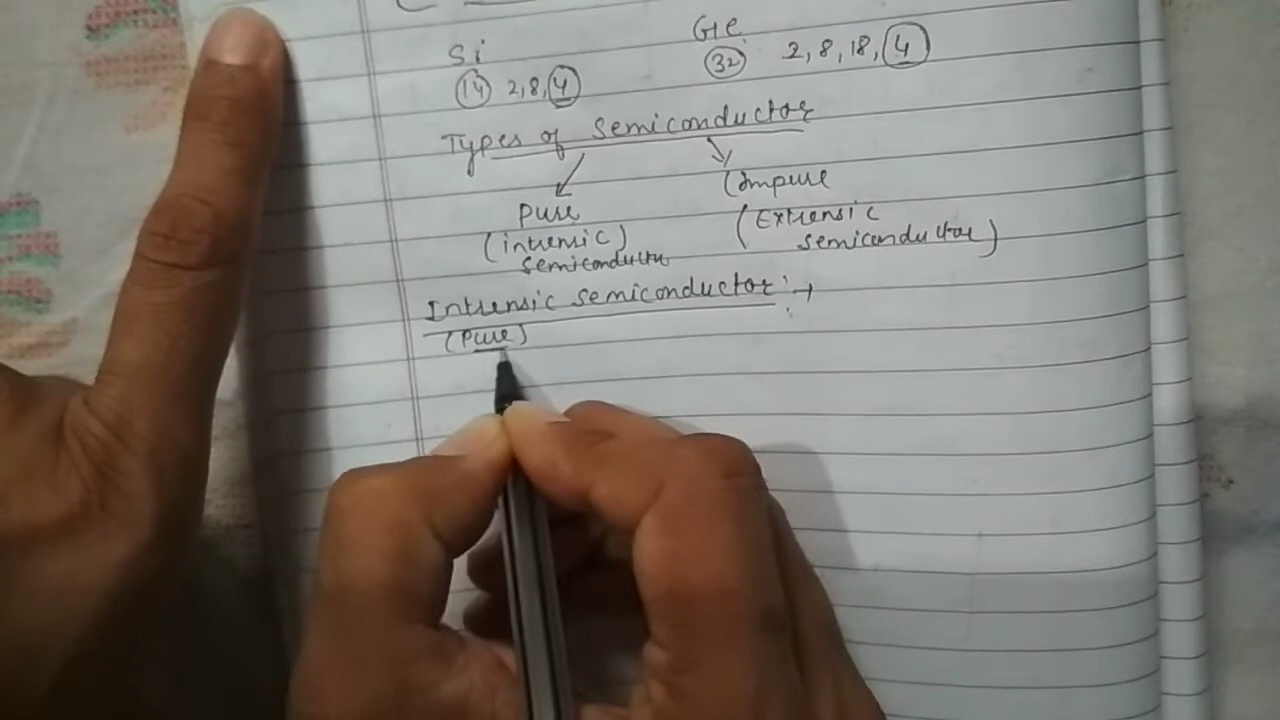 Si
Ge
(14) 2,8,(4)
(32) 2,8,18,(4)
Types of Semiconductor
Pure
(intrensic)
semiconductor
(Impure
(Extrensic
semiconductor)
Intrensic semiconductor :→
(Pure)